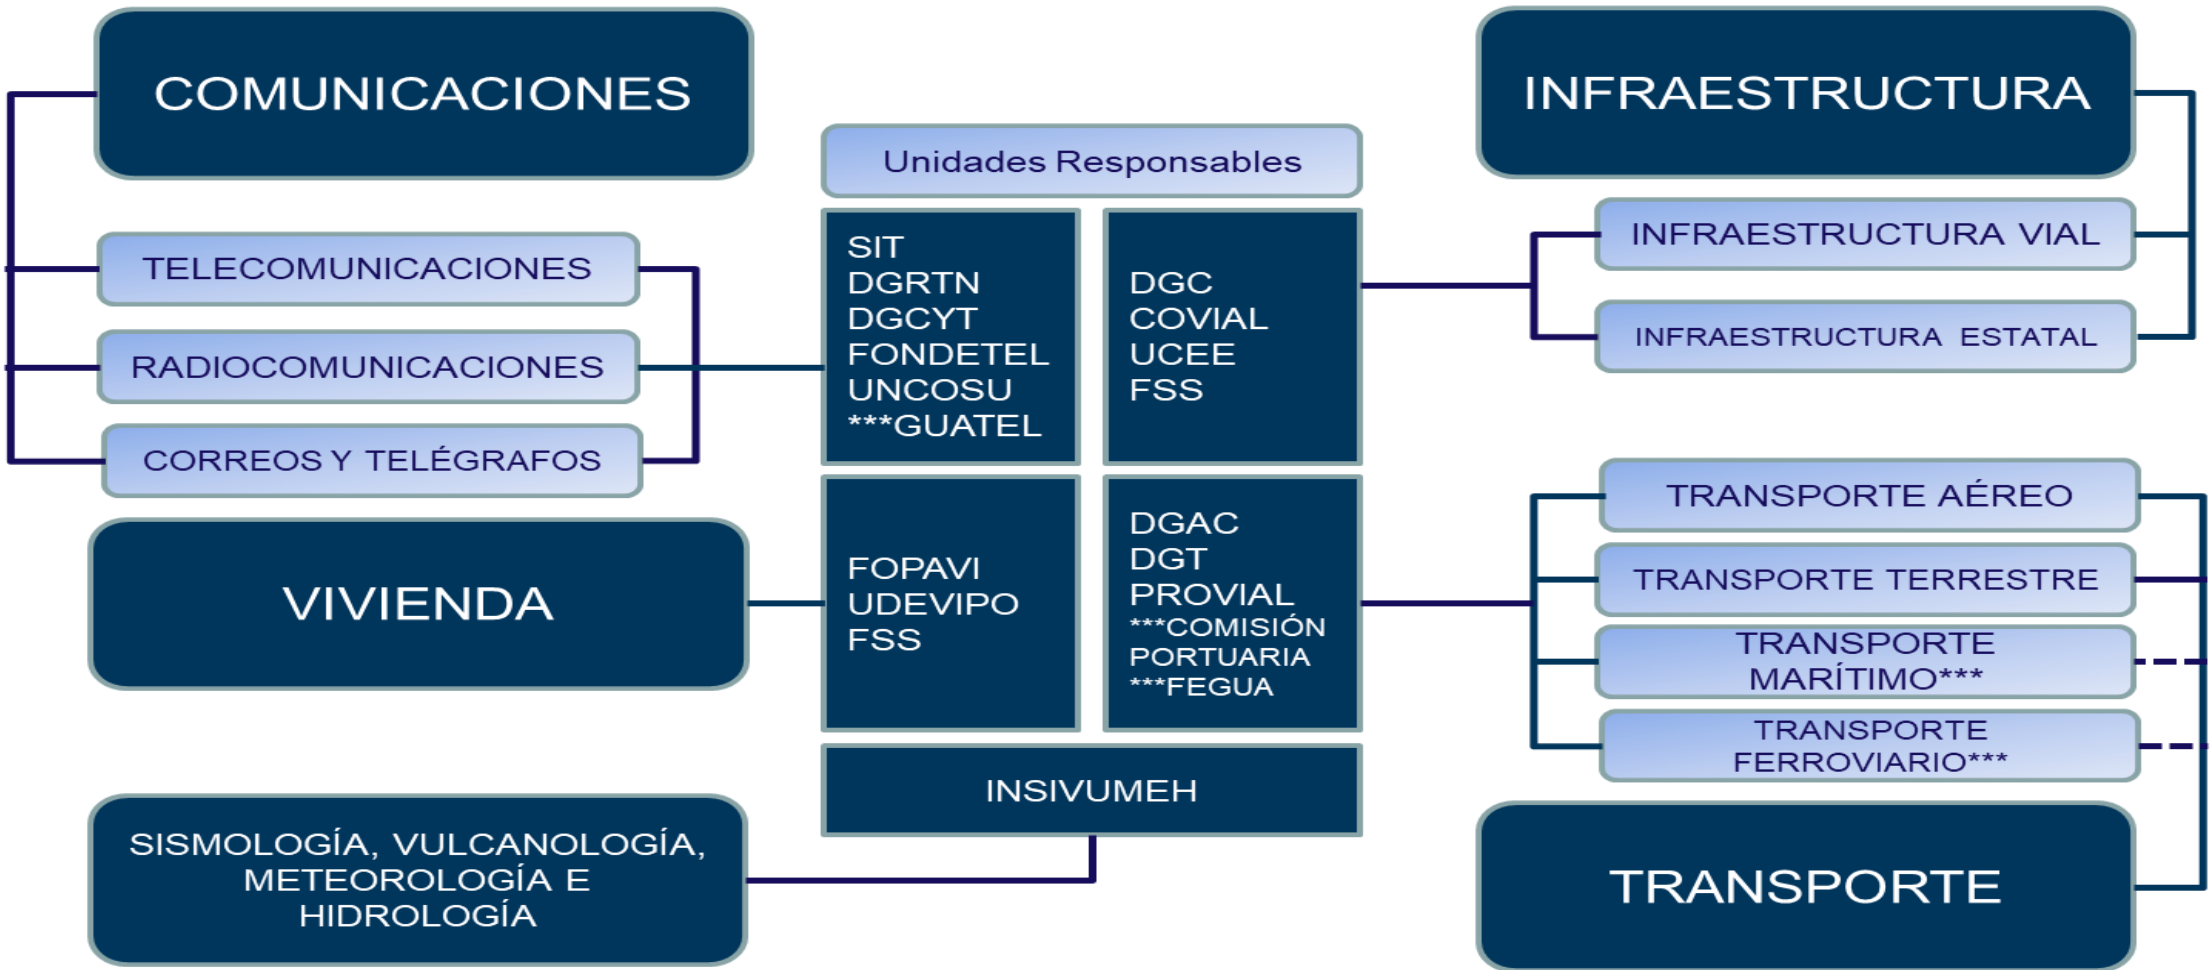 COMUNICACIONES
TELECOMUNICACIONES
RADIOCOMUNICACIONES
CORREOS Y TELÉGRAFOS
VIVIENDA
SISMOLOGÍA, VULCANOLOGÍA,
METEOROLOGÍA E
HIDROLOGÍA
Unidades Responsables
SIT
DGRTN
DGCYT
FONDETEL
UNCOSU
***GUATEL
DGC
COVIAL
UCEE
FSS
FOPAVI
UDEVIPO
FSS
DGAC
DGT
PROVIAL
***COMISIÓN
PORTUARIA
***FEGUA
INSIVUMEH
INFRAESTRUCTURA
INFRAESTRUCTURA VIAL
INFRAESTRUCTURA ESTATAL
TRANSPORTE AÉREO
TRANSPORTE TERRESTRE
TRANSPORTE
MARÍTIMO***
TRANSPORTE
FERROVIARIO***
TRANSPORTE